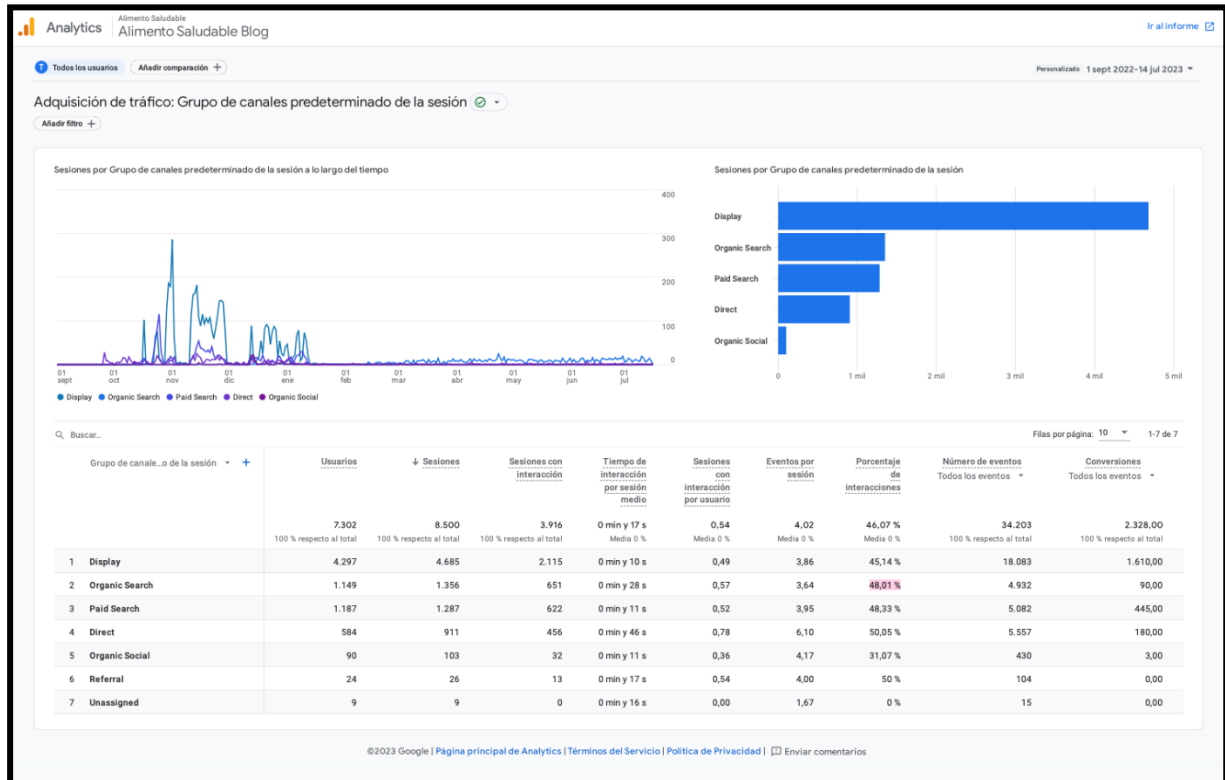 Analytics
Alimento Saludable
Alimento Saludable Blog
Ir al informe
T Todos los usuarios
Añadir comparación +
Personalizado 1 sept 2022-14 jul 2023
Adquisición de tráfico: Grupo de canales predeterminado de la sesión
Añadir filtro +
Sesiones por Grupo de canales predeterminado de la sesión a lo largo del tiempo
400
300
200
100
0
01 sept
01 oct
01 nov
01 dic
01 ene
01 feb
01 mar
01 abr
01 may
01 jun
01 jul
Display Organic Search Paid Search Direct Organic Social
Sesiones por Grupo de canales predeterminado de la sesión
Display
Organic Search
Paid Search
Direct
Organic Social
0 1 mil 2 mil 3 mil 4 mil 5 mil
Buscar...
Filas por página: 10 1-7 de 7
Grupo de canale...o de la sesión +
Usuarios
↓ Sesiones
Sesiones con
interacción
Tiempo de
interacción
por sesión
medio
Sesiones
con
interacción
por usuario
Eventos por
sesión
Porcentaje
de
interacciones
Número de eventos
Todos los eventos
Conversiones
Todos los eventos
7.302 8.500 3.916 0 min y 17 s 0,54 4,02 46,07 % 34.203 2.328,00
100 % respecto al total 100 % respecto al total 100 % respecto al total Media 0 % Media 0 % Media 0 % Media 0 % 100 % respecto al total 100 % respecto al total
1 Display 4.297 4.685 2.115 0 min y 10 s 0,49 3,86 45,14 % 18.083 1.610,00
2 Organic Search 1.149 1.356 651 0 min y 28 s 0,57 3,64 48,01 % 4.932 90,00
3 Paid Search 1.187 1.287 622 0 min y 11 s 0,52 3,95 48,33 % 5.082 445,00
4 Direct 584 911 456 0 min y 46 s 0,78 6,10 50,05 % 5.557 180,00
5 Organic Social 90 103 32 0 min y 11 s 0,36 4,17 31,07 % 430 3,00
6 Referral 24 26 13 0 min y 17 s 0,54 4,00 50 % 104 0,00
7 Unassigned 9 9 0 0 min y 16 s 0,00 1,67 0 % 15 0,00
©2023 Google | Página principal de Analytics | Términos del Servicio | Política de Privacidad | Enviar comentarios